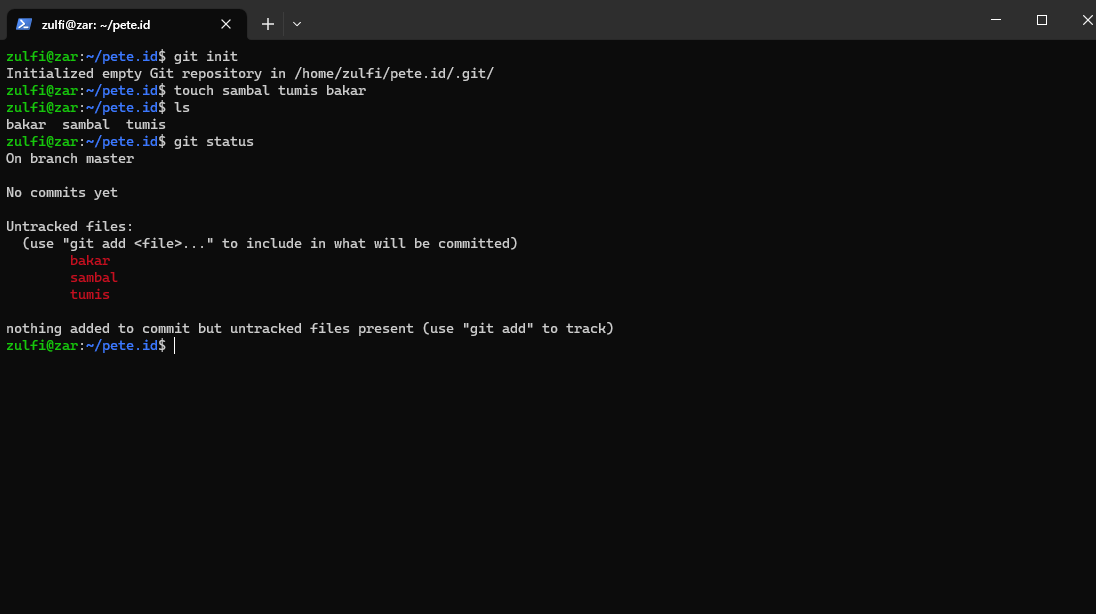 zulfi@zar: ~/pete.id
zulfi@zar:~/pete.id$ git init
Initialized empty Git repository in /home/zulfi/pete.id/.git/
zulfi@zar:~/pete.id$ touch sambal tumis bakar
zulfi@zar:~/pete.id$ ls
bakar  sambal  tumis
zulfi@zar:~/pete.id$ git status
On branch master
No commits yet
Untracked files:
  (use "git add <file>..." to include in what will be committed)
        bakar
        sambal
        tumis
nothing added to commit but untracked files present (use "git add" to track)
zulfi@zar:~/pete.id$